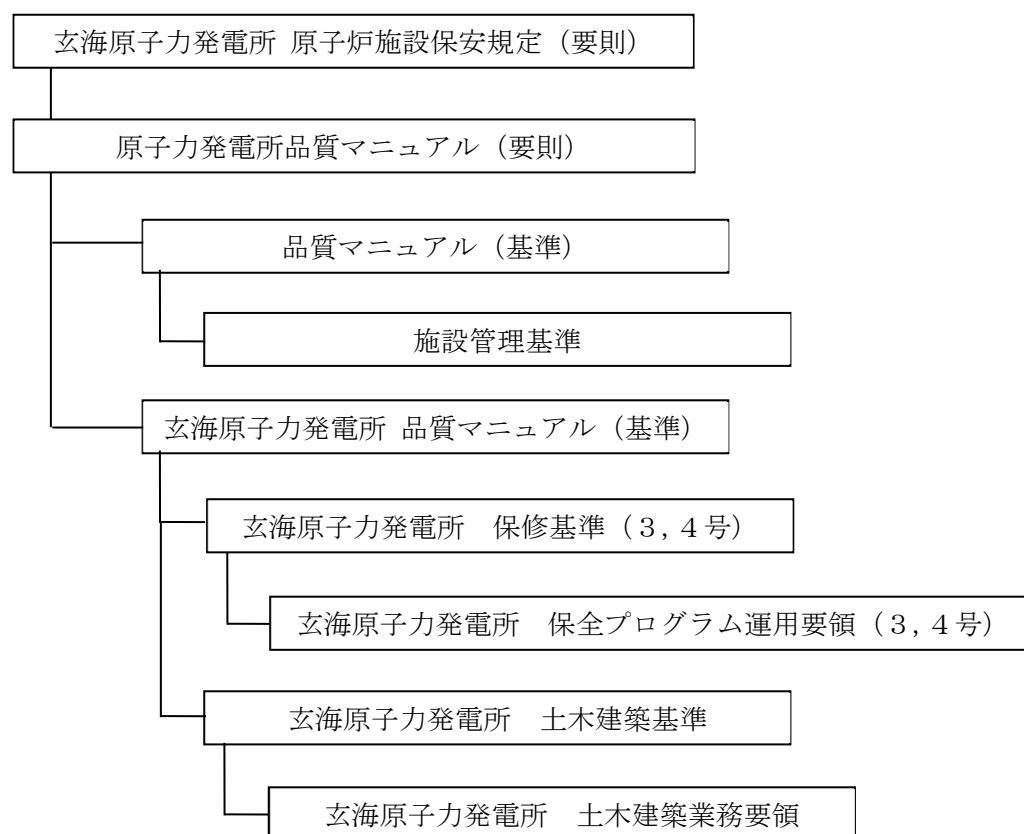 玄海原子力発電所 原子炉施設保安規定（要則）
原子力発電所品質マニュアル（要則）
品質マニュアル（基準）
施設管理基準
玄海原子力発電所 品質マニュアル（基準）
玄海原子力発電所　保修基準（３，４号）
玄海原子力発電所　保全プログラム運用要領（３，４号）
玄海原子力発電所　土木建築基準
玄海原子力発電所　土木建築業務要領